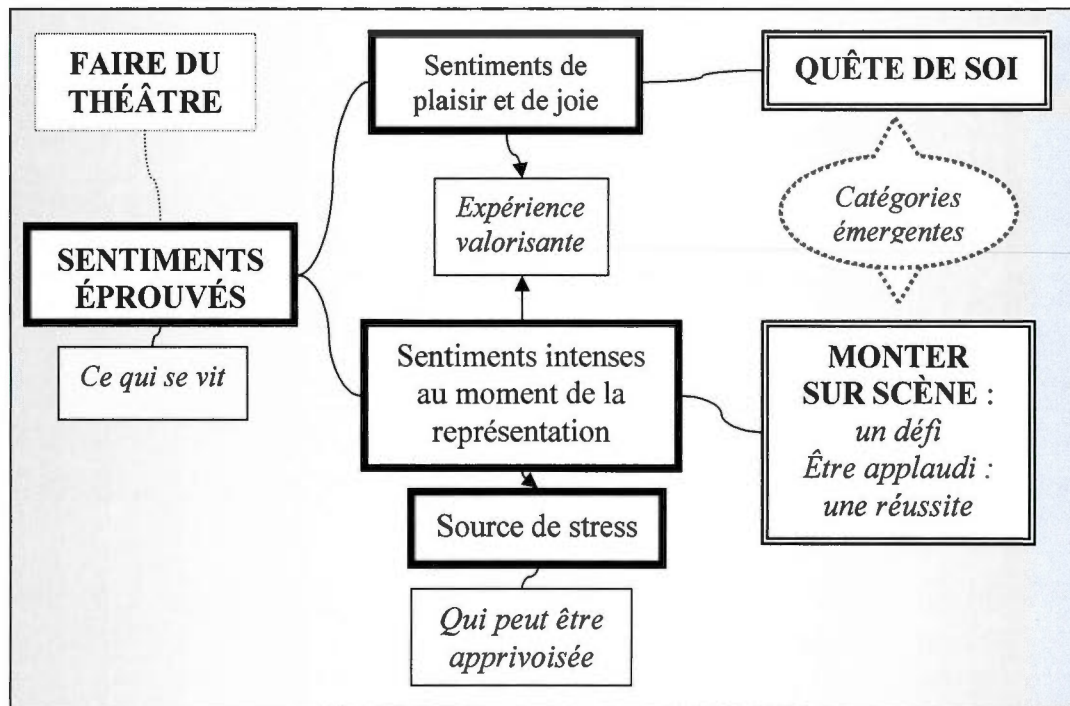 FAIRE DU
THÉÂTRE
Sentiments de
plaisir et de joie
QUÊTE DE SOI
Expérience
valorisante
Catégories
émergentes
SENTIMENTS
ÉPROUVÉS
Ce qui se vit
Sentiments intenses
au moment de la
représentation
MONTER
SUR SCÈNE :
un défi
Être applaudi :
une réussite
Source de stress
Qui peut être
apprivoisée